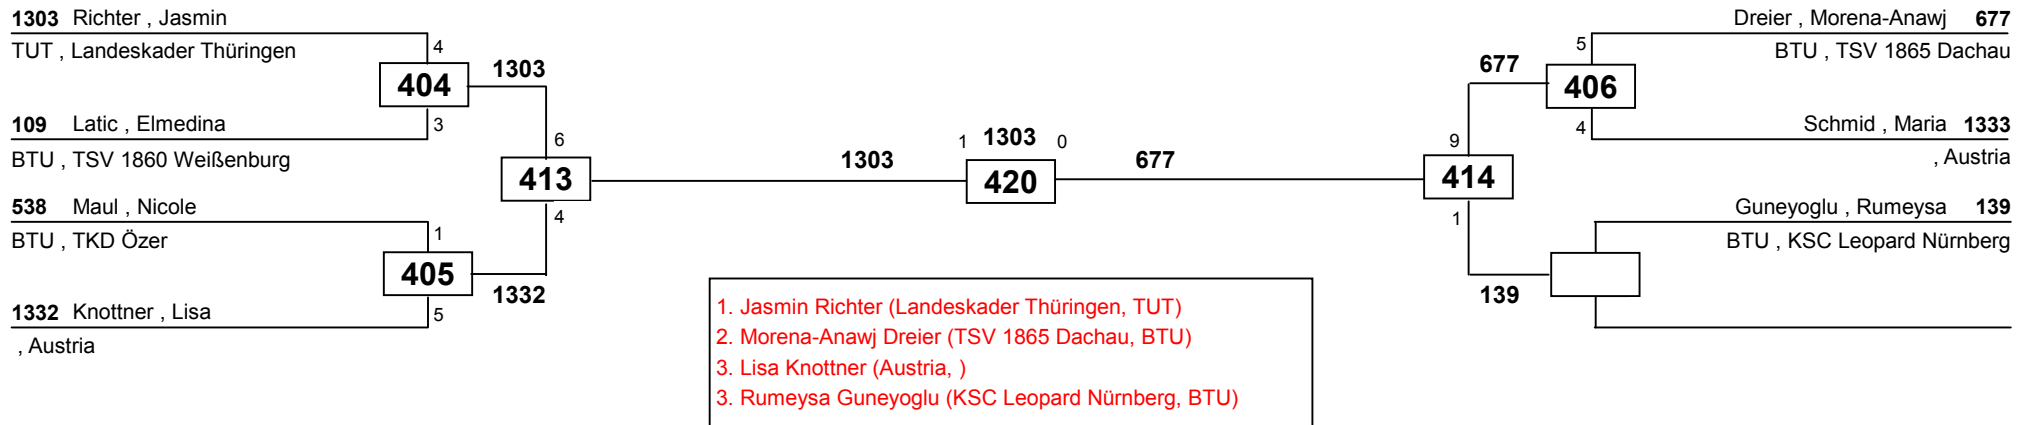 1303 Richter , Jasmin
TUT , Landeskader Thüringen
4
404
1303
3
109 Latic , Elmedina
BTU , TSV 1860 Weißenburg
6
413
4
538 Maul , Nicole
BTU , TKD Özer
1
405
1332
5
1332 Knottner , Lisa
, Austria
1303
1 1303 0
420
677
Dreier , Morena-Anawj 677
BTU , TSV 1865 Dachau
5
677
406
4
Schmid , Maria 1333
, Austria
9
414
1
Guneyoglu , Rumeysa 139
BTU , KSC Leopard Nürnberg
139
1. Jasmin Richter (Landeskader Thüringen, TUT)
2. Morena-Anawj Dreier (TSV 1865 Dachau, BTU)
3. Lisa Knottner (Austria, )
3. Rumeysa Guneyoglu (KSC Leopard Nürnberg, BTU)